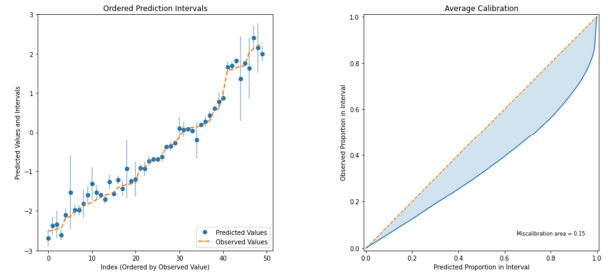 Ordered Prediction Intervals
3
2
1
0
−1
−2
−3
Predicted Values and Intervals
0
10
20
30
40
50
Index (Ordered by Observed Value)
Predicted Values
Observed Values
Average Calibration
1.0
0.8
0.6
0.4
0.2
0.0
Observed Proportion in Interval
0.0
0.2
0.4
0.6
0.8
1.0
Predicted Proportion in Interval
Miscalibration area = 0.15